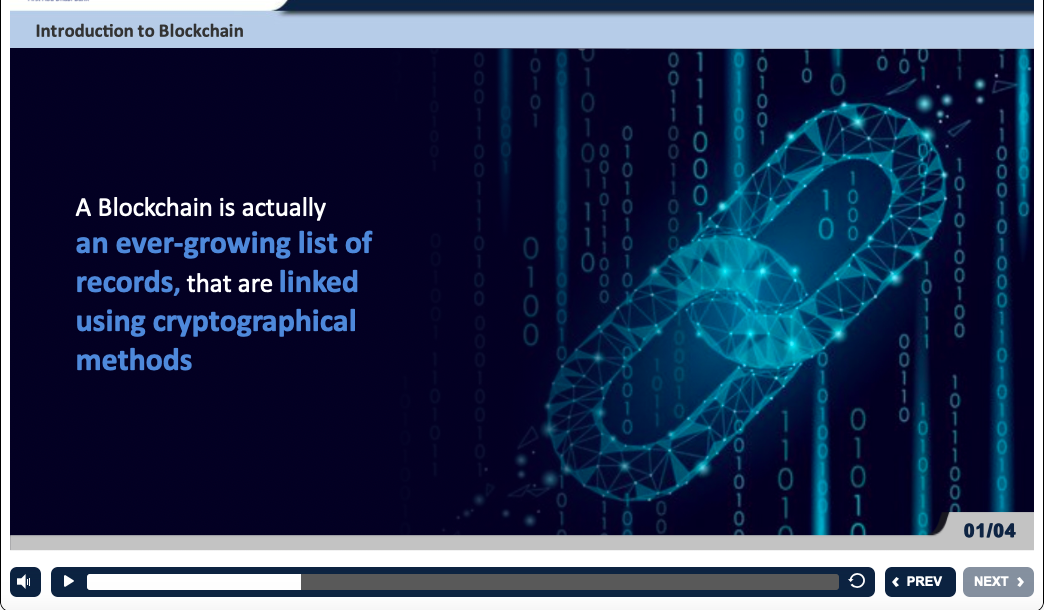 Introduction to Blockchain
A Blockchain is actually
an ever-growing list of
records, that are linked
using cryptographical
methods
01/04
PREV
NEXT